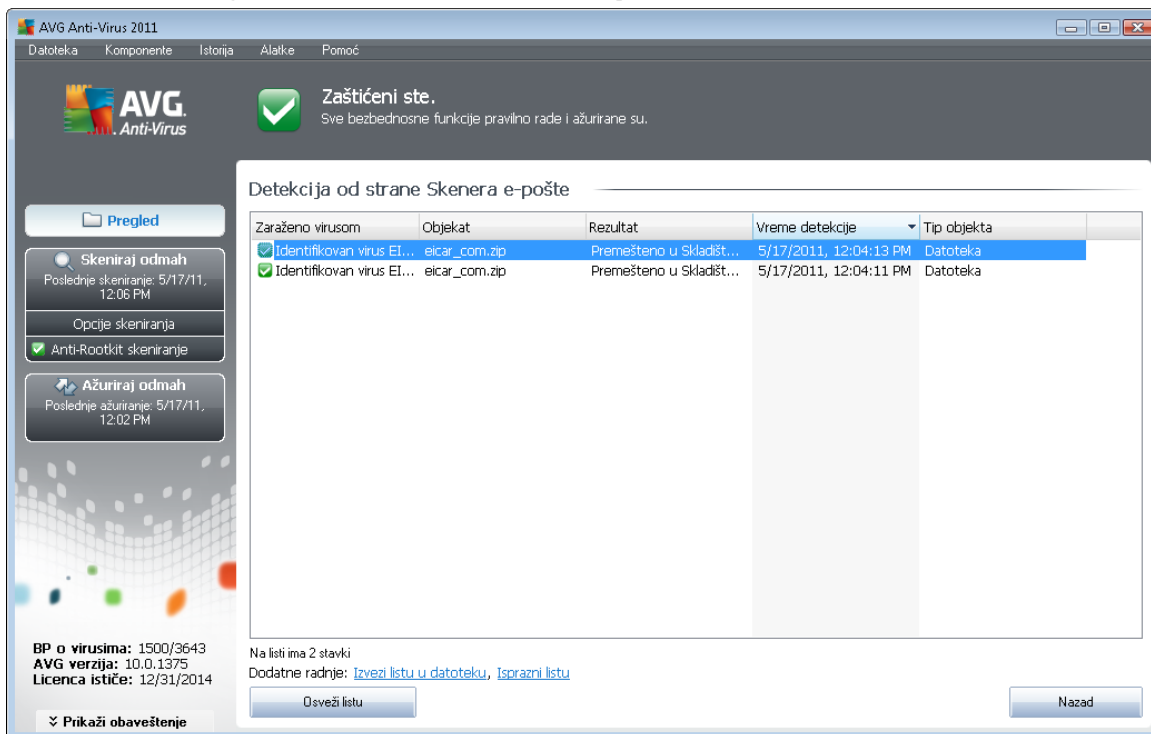 AVG Anti-Virus 2011
Datoteka Komponente Istorija Alatke Pomoć
AVG.
Anti-Virus
Zaštićeni ste.
Sve bezbednosne funkcije pravilno rade i ažurirane su.
Pregled
Skeniraj odmah
Poslednje skeniranje: 5/17/11,
12:06 PM
Opcije skeniranja
Anti-Rootkit skeniranje
Ažuriraj odmah
Poslednje ažuriranje: 5/17/11,
12:02 PM
BP o virusima: 1500/3643
AVG verzija: 10.0.1375
Licenca ističe: 12/31/2014
Prikaži obaveštenje
Detekcija od strane Skenera e-pošte
Zaraženo virusom Objekat Rezultat Vreme detekcije Tip objekta
Identifikovan virus EI... eicar_com.zip Premešteno u Skladišt... 5/17/2011, 12:04:13 PM Datoteka
Identifikovan virus EI... eicar_com.zip Premešteno u Skladišt... 5/17/2011, 12:04:11 PM Datoteka
Na listi ima 2 stavki
Dodatne radnje: Izvezi listu u datoteku, Isprazni listu
Osveži listu Nazad